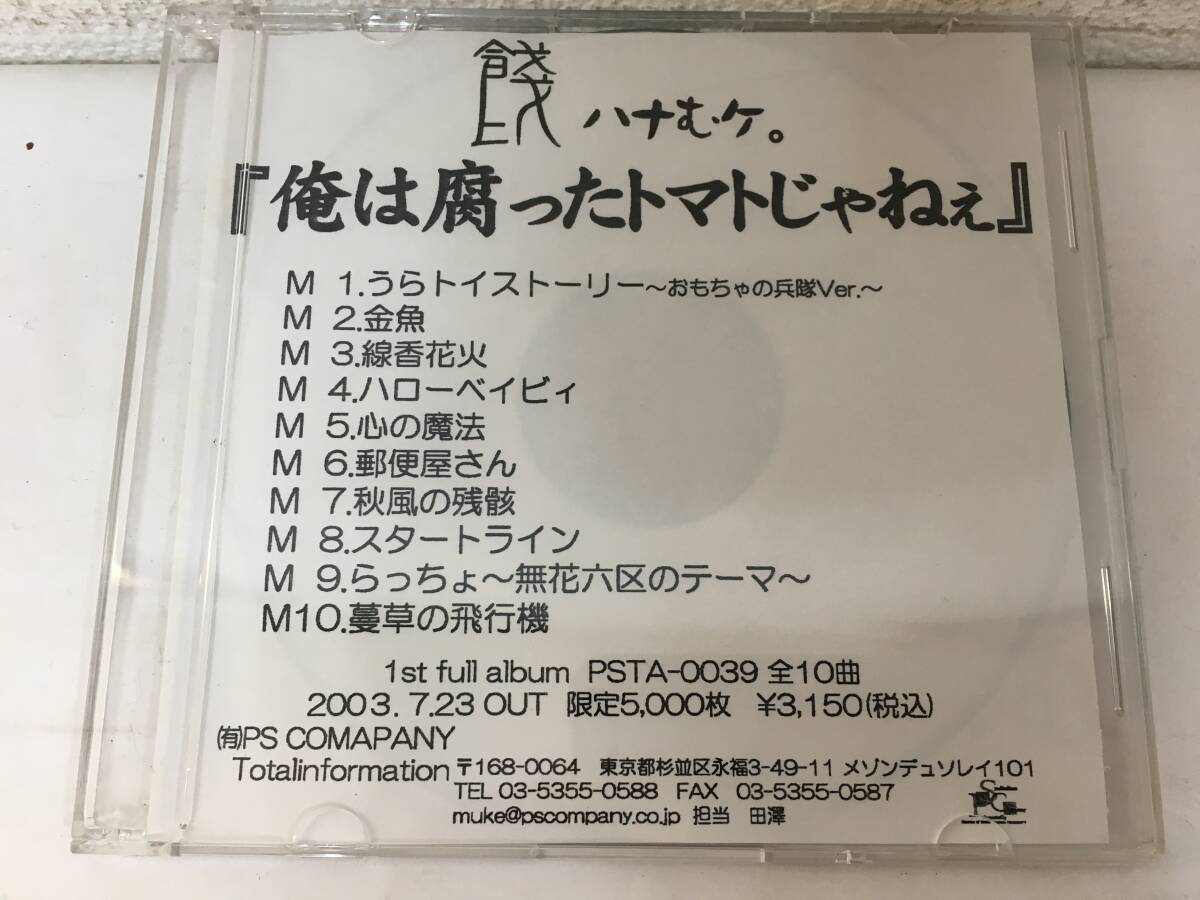 餞 ハナむケ。
『俺は腐ったトマトじゃねぇ』
M 1.うらトイストーリー～おもちゃの兵隊Ver.～
M 2.金魚
M 3.線香花火
M 4.ハローベイビィ
M 5.心の魔法
M 6.郵便屋さん
M 7.秋風の残骸
M 8.スタートライン
M 9.らっちょ～無花六区のテーマ～
M10.蔓草の飛行機
1st full album PSTA-0039 全10曲
2003. 7.23 OUT 限定5,000枚 ¥3,150(税込)
㈲PS COMAPANY
Totalinformation 〒168-0064 東京都杉並区永福3-49-11 メゾンデュソレイ101
TEL 03-5355-0588 FAX 03-5355-0587
muke@pscompany.co.jp 担当 田澤